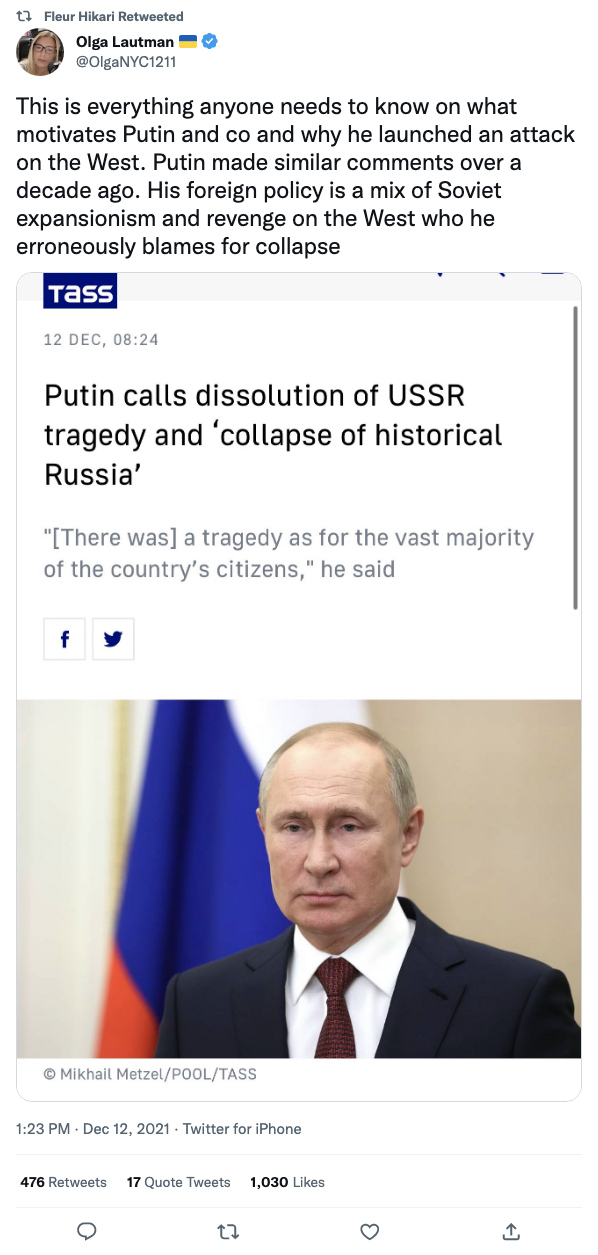 Fleur Hikari Retweeted
Olga Lautman
@OlgaNYC1211
This is everything anyone needs to know on what
motivates Putin and co and why he launched an attack
on the West. Putin made similar comments over a
decade ago. His foreign policy is a mix of Soviet
expansionism and revenge on the West who he
erroneously blames for collapse
TASS
12 DEC, 08:24
Putin calls dissolution of USSR
tragedy and ‘collapse of historical
Russia’
"[There was] a tragedy as for the vast majority
of the country’s citizens," he said
f
© Mikhail Metzel/POOL/TASS
1:23 PM · Dec 12, 2021 · Twitter for iPhone
476 Retweets 17 Quote Tweets 1,030 Likes